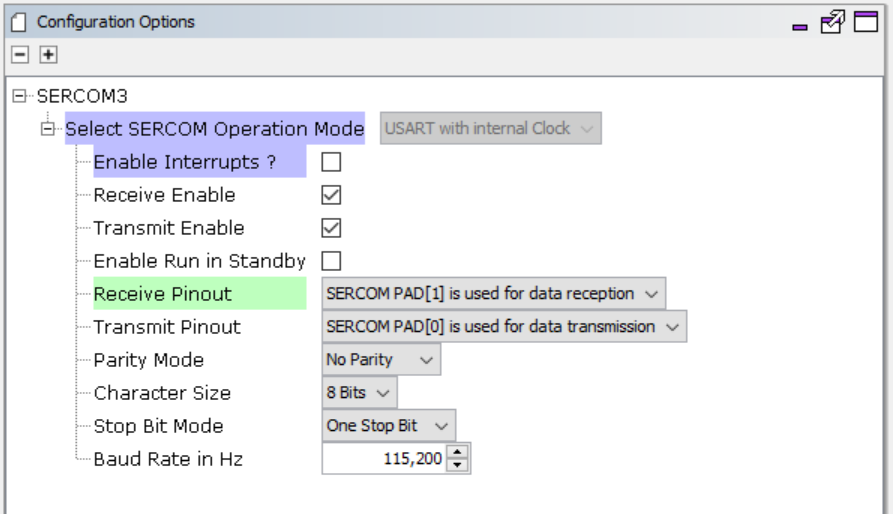 Configuration Options
SERCOM3
Select SERCOM Operation Mode USART with internal Clock
Enable Interrupts ?
Receive Enable
Transmit Enable
Enable Run in Standby
Receive Pinout SERCOM PAD[1] is used for data reception
Transmit Pinout SERCOM PAD[0] is used for data transmission
Parity Mode No Parity
Character Size 8 Bits
Stop Bit Mode One Stop Bit
Baud Rate in Hz 115,200